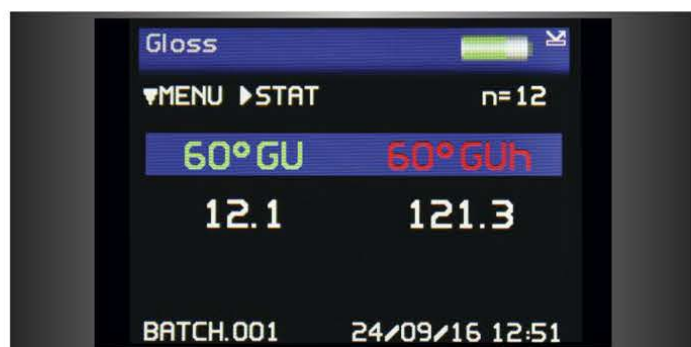 Gloss
▼MENU ▶STAT n=12
60°GU 60°GUh
12.1 121.3
BATCH.001 24/09/16 12:51